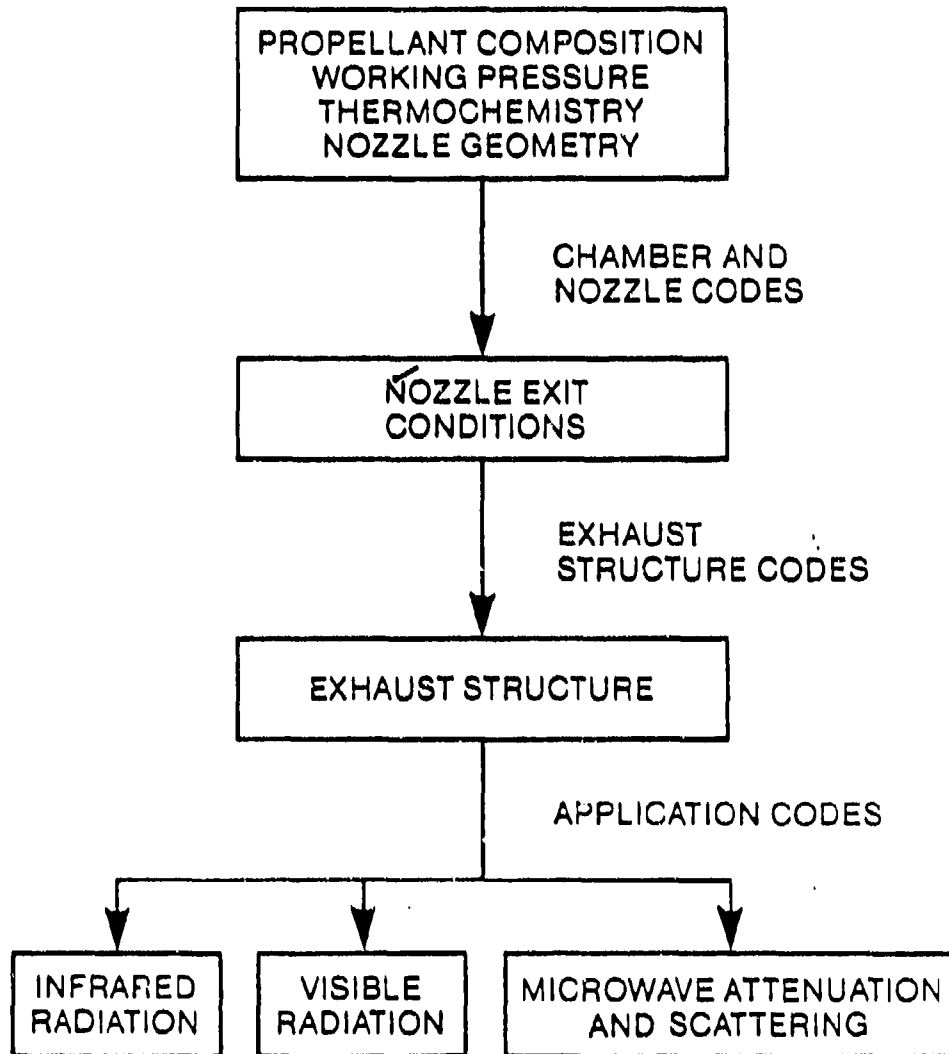 PROPELLANT COMPOSITION
WORKING PRESSURE
THERMOCHEMISTRY
NOZZLE GEOMETRY
CHAMBER AND
NOZZLE CODES
NOZZLE EXIT
CONDITIONS
EXHAUST
STRUCTURE CODES
EXHAUST STRUCTURE
APPLICATION CODES
INFRARED
RADIATION
VISIBLE
RADIATION
MICROWAVE ATTENUATION
AND SCATTERING